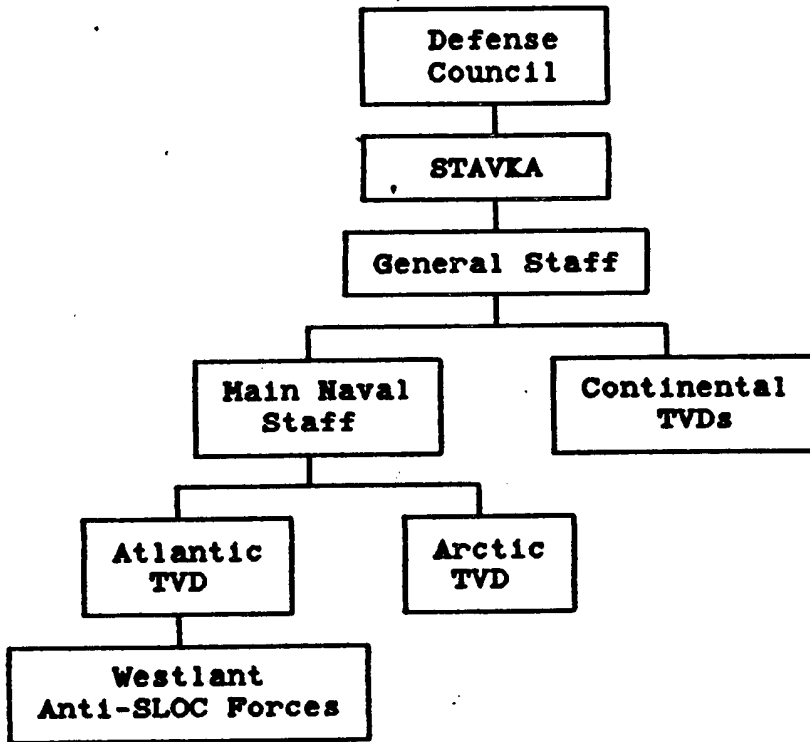 Defense
Council
STAVKA
General Staff
Main Naval
Staff
Continental
TVDs
Atlantic
TVD
Arctic
TVD
Westlant
Anti-SLOC Forces